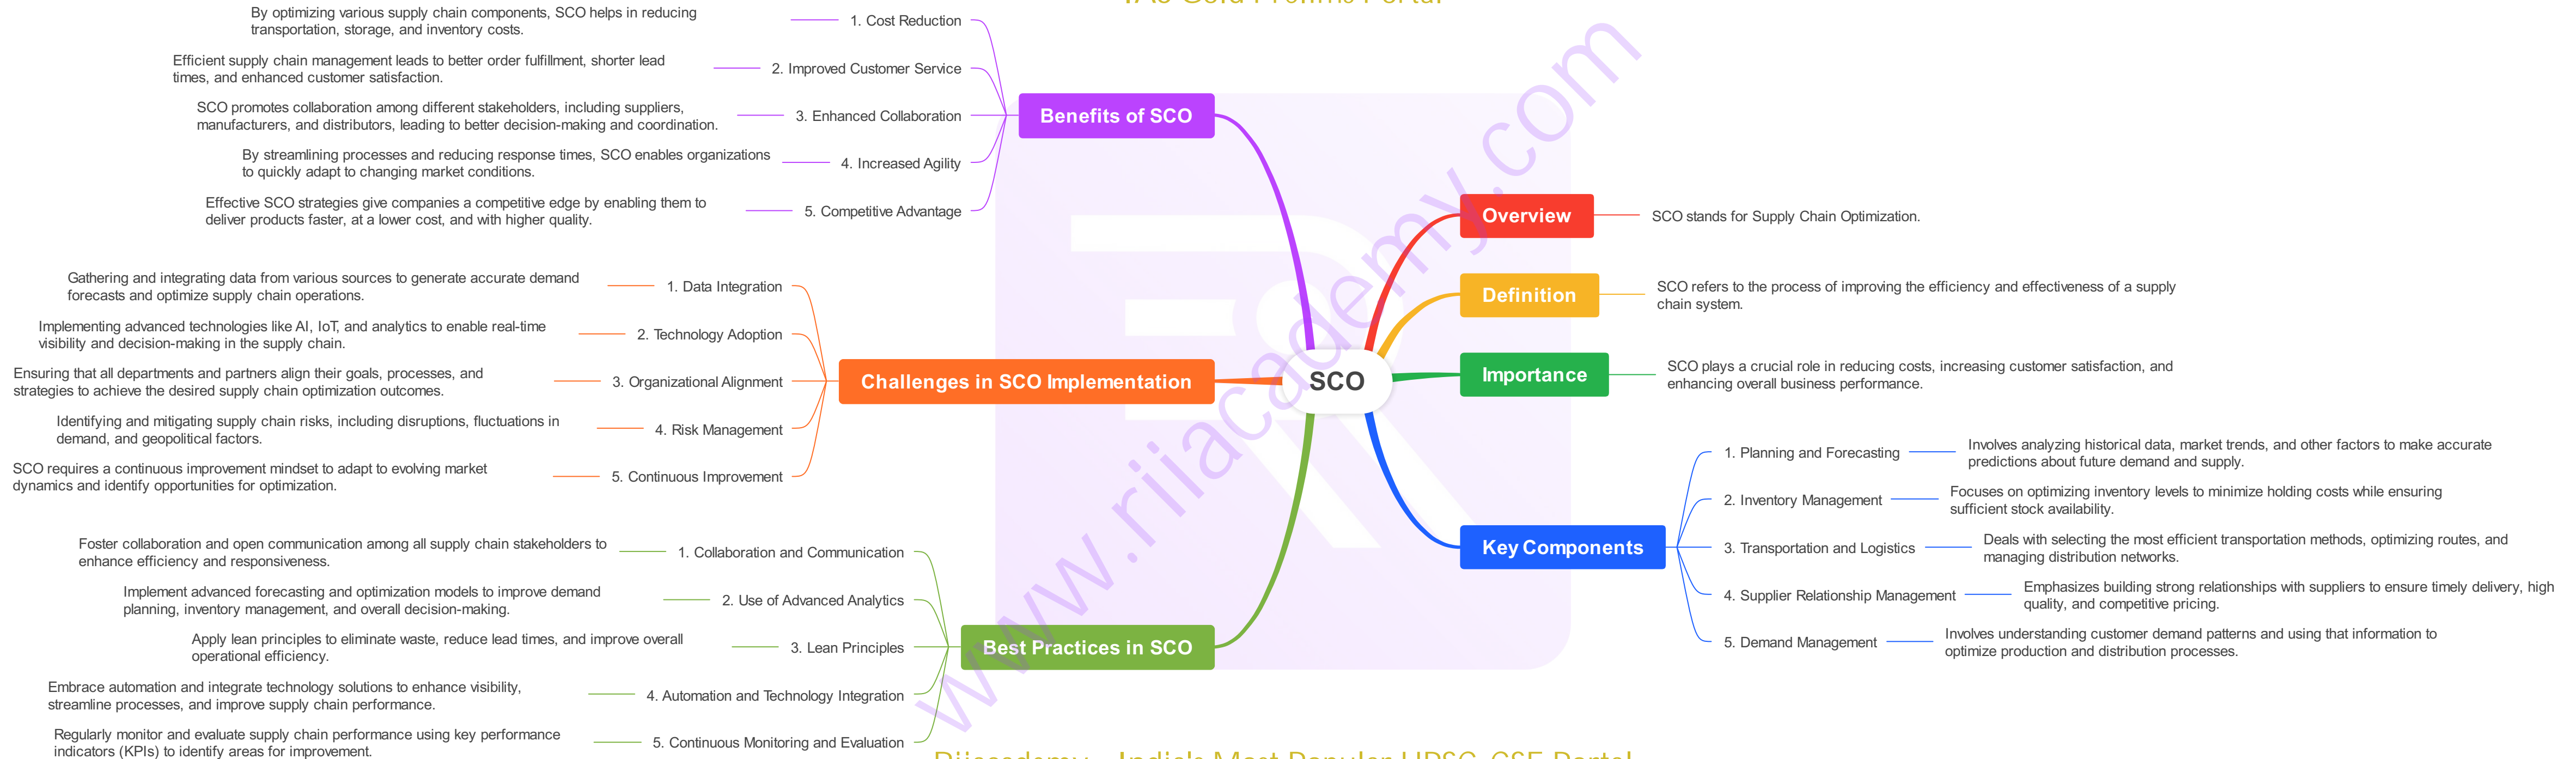 By optimizing various supply chain components, SCO helps in reducing
transportation, storage, and inventory costs.
1. Cost Reduction
Efficient supply chain management leads to better order fulfillment, shorter lead
times, and enhanced customer satisfaction.
2. Improved Customer Service
SCO promotes collaboration among different stakeholders, including suppliers,
manufacturers, and distributors, leading to better decision-making and coordination.
3. Enhanced Collaboration
By streamlining processes and reducing response times, SCO enables organizations
to quickly adapt to changing market conditions.
4. Increased Agility
Effective SCO strategies give companies a competitive edge by enabling them to
deliver products faster, at a lower cost, and with higher quality.
5. Competitive Advantage
Benefits of SCO
Gathering and integrating data from various sources to generate accurate demand
forecasts and optimize supply chain operations.
1. Data Integration
Implementing advanced technologies like AI, IoT, and analytics to enable real-time
visibility and decision-making in the supply chain.
2. Technology Adoption
Ensuring that all departments and partners align their goals, processes, and
strategies to achieve the desired supply chain optimization outcomes.
3. Organizational Alignment
Identifying and mitigating supply chain risks, including disruptions, fluctuations in
demand, and geopolitical factors.
4. Risk Management
SCO requires a continuous improvement mindset to adapt to evolving market
dynamics and identify opportunities for optimization.
5. Continuous Improvement
Challenges in SCO Implementation
Foster collaboration and open communication among all supply chain stakeholders to
enhance efficiency and responsiveness.
1. Collaboration and Communication
Implement advanced forecasting and optimization models to improve demand
planning, inventory management, and overall decision-making.
2. Use of Advanced Analytics
Apply lean principles to eliminate waste, reduce lead times, and improve overall
operational efficiency.
3. Lean Principles
Embrace automation and integrate technology solutions to enhance visibility,
streamline processes, and improve supply chain performance.
4. Automation and Technology Integration
Regularly monitor and evaluate supply chain performance using key performance
indicators (KPIs) to identify areas for improvement.
5. Continuous Monitoring and Evaluation
Best Practices in SCO
SCO
Overview
SCO stands for Supply Chain Optimization.
Definition
SCO refers to the process of improving the efficiency and effectiveness of a supply
chain system.
Importance
SCO plays a crucial role in reducing costs, increasing customer satisfaction, and
enhancing overall business performance.
Key Components
1. Planning and Forecasting
Involves analyzing historical data, market trends, and other factors to make accurate
predictions about future demand and supply.
2. Inventory Management
Focuses on optimizing inventory levels to minimize holding costs while ensuring
sufficient stock availability.
3. Transportation and Logistics
Deals with selecting the most efficient transportation methods, optimizing routes, and
managing distribution networks.
4. Supplier Relationship Management
Emphasizes building strong relationships with suppliers to ensure timely delivery, high
quality, and competitive pricing.
5. Demand Management
Involves understanding customer demand patterns and using that information to
optimize production and distribution processes.
www.rijiacademy.com